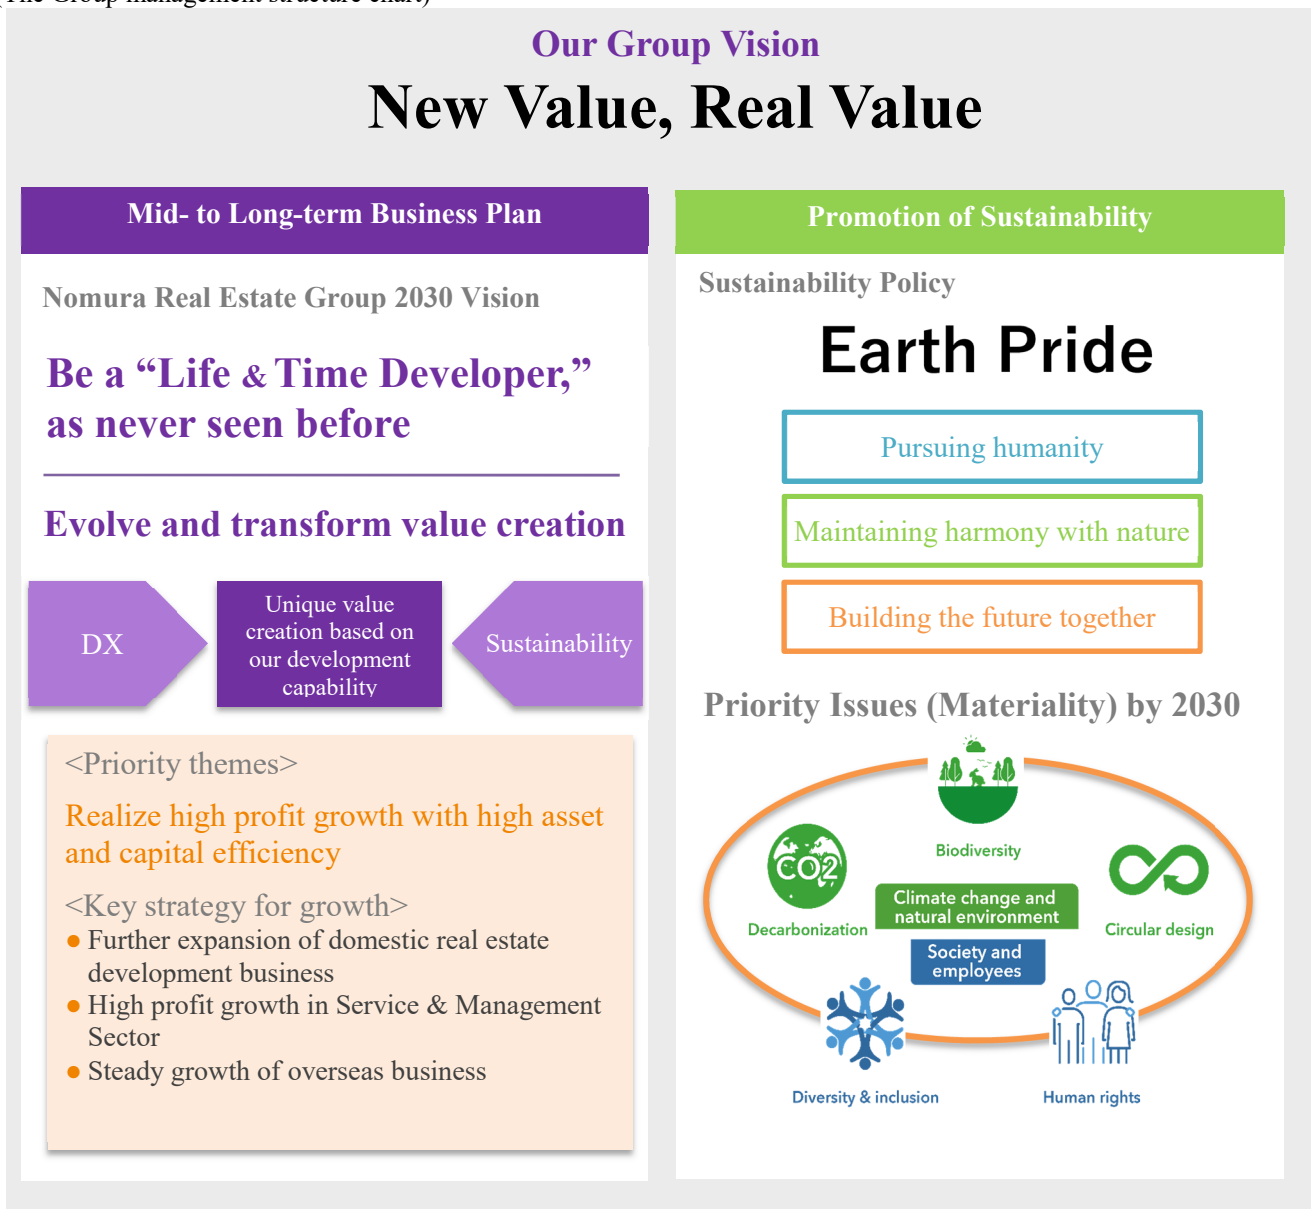 (The Group management structure chart)
Our Group Vision
New Value, Real Value
Mid- to Long-term Business Plan
Nomura Real Estate Group 2030 Vision
Be a “Life & Time Developer,”
as never seen before
Evolve and transform value creation
DX
Unique value
creation based on
our development
capability
Sustainability
<Priority themes>
Realize high profit growth with high asset
and capital efficiency
<Key strategy for growth>
● Further expansion of domestic real estate
development business
● High profit growth in Service & Management
Sector
● Steady growth of overseas business
Promotion of Sustainability
Sustainability Policy
Earth Pride
Pursuing humanity
Maintaining harmony with nature
Building the future together
Priority Issues (Materiality) by 2030
Biodiversity
CO2
Decarbonization
Climate change and
natural environment
Circular design
Society and
employees
Diversity & inclusion
Human rights